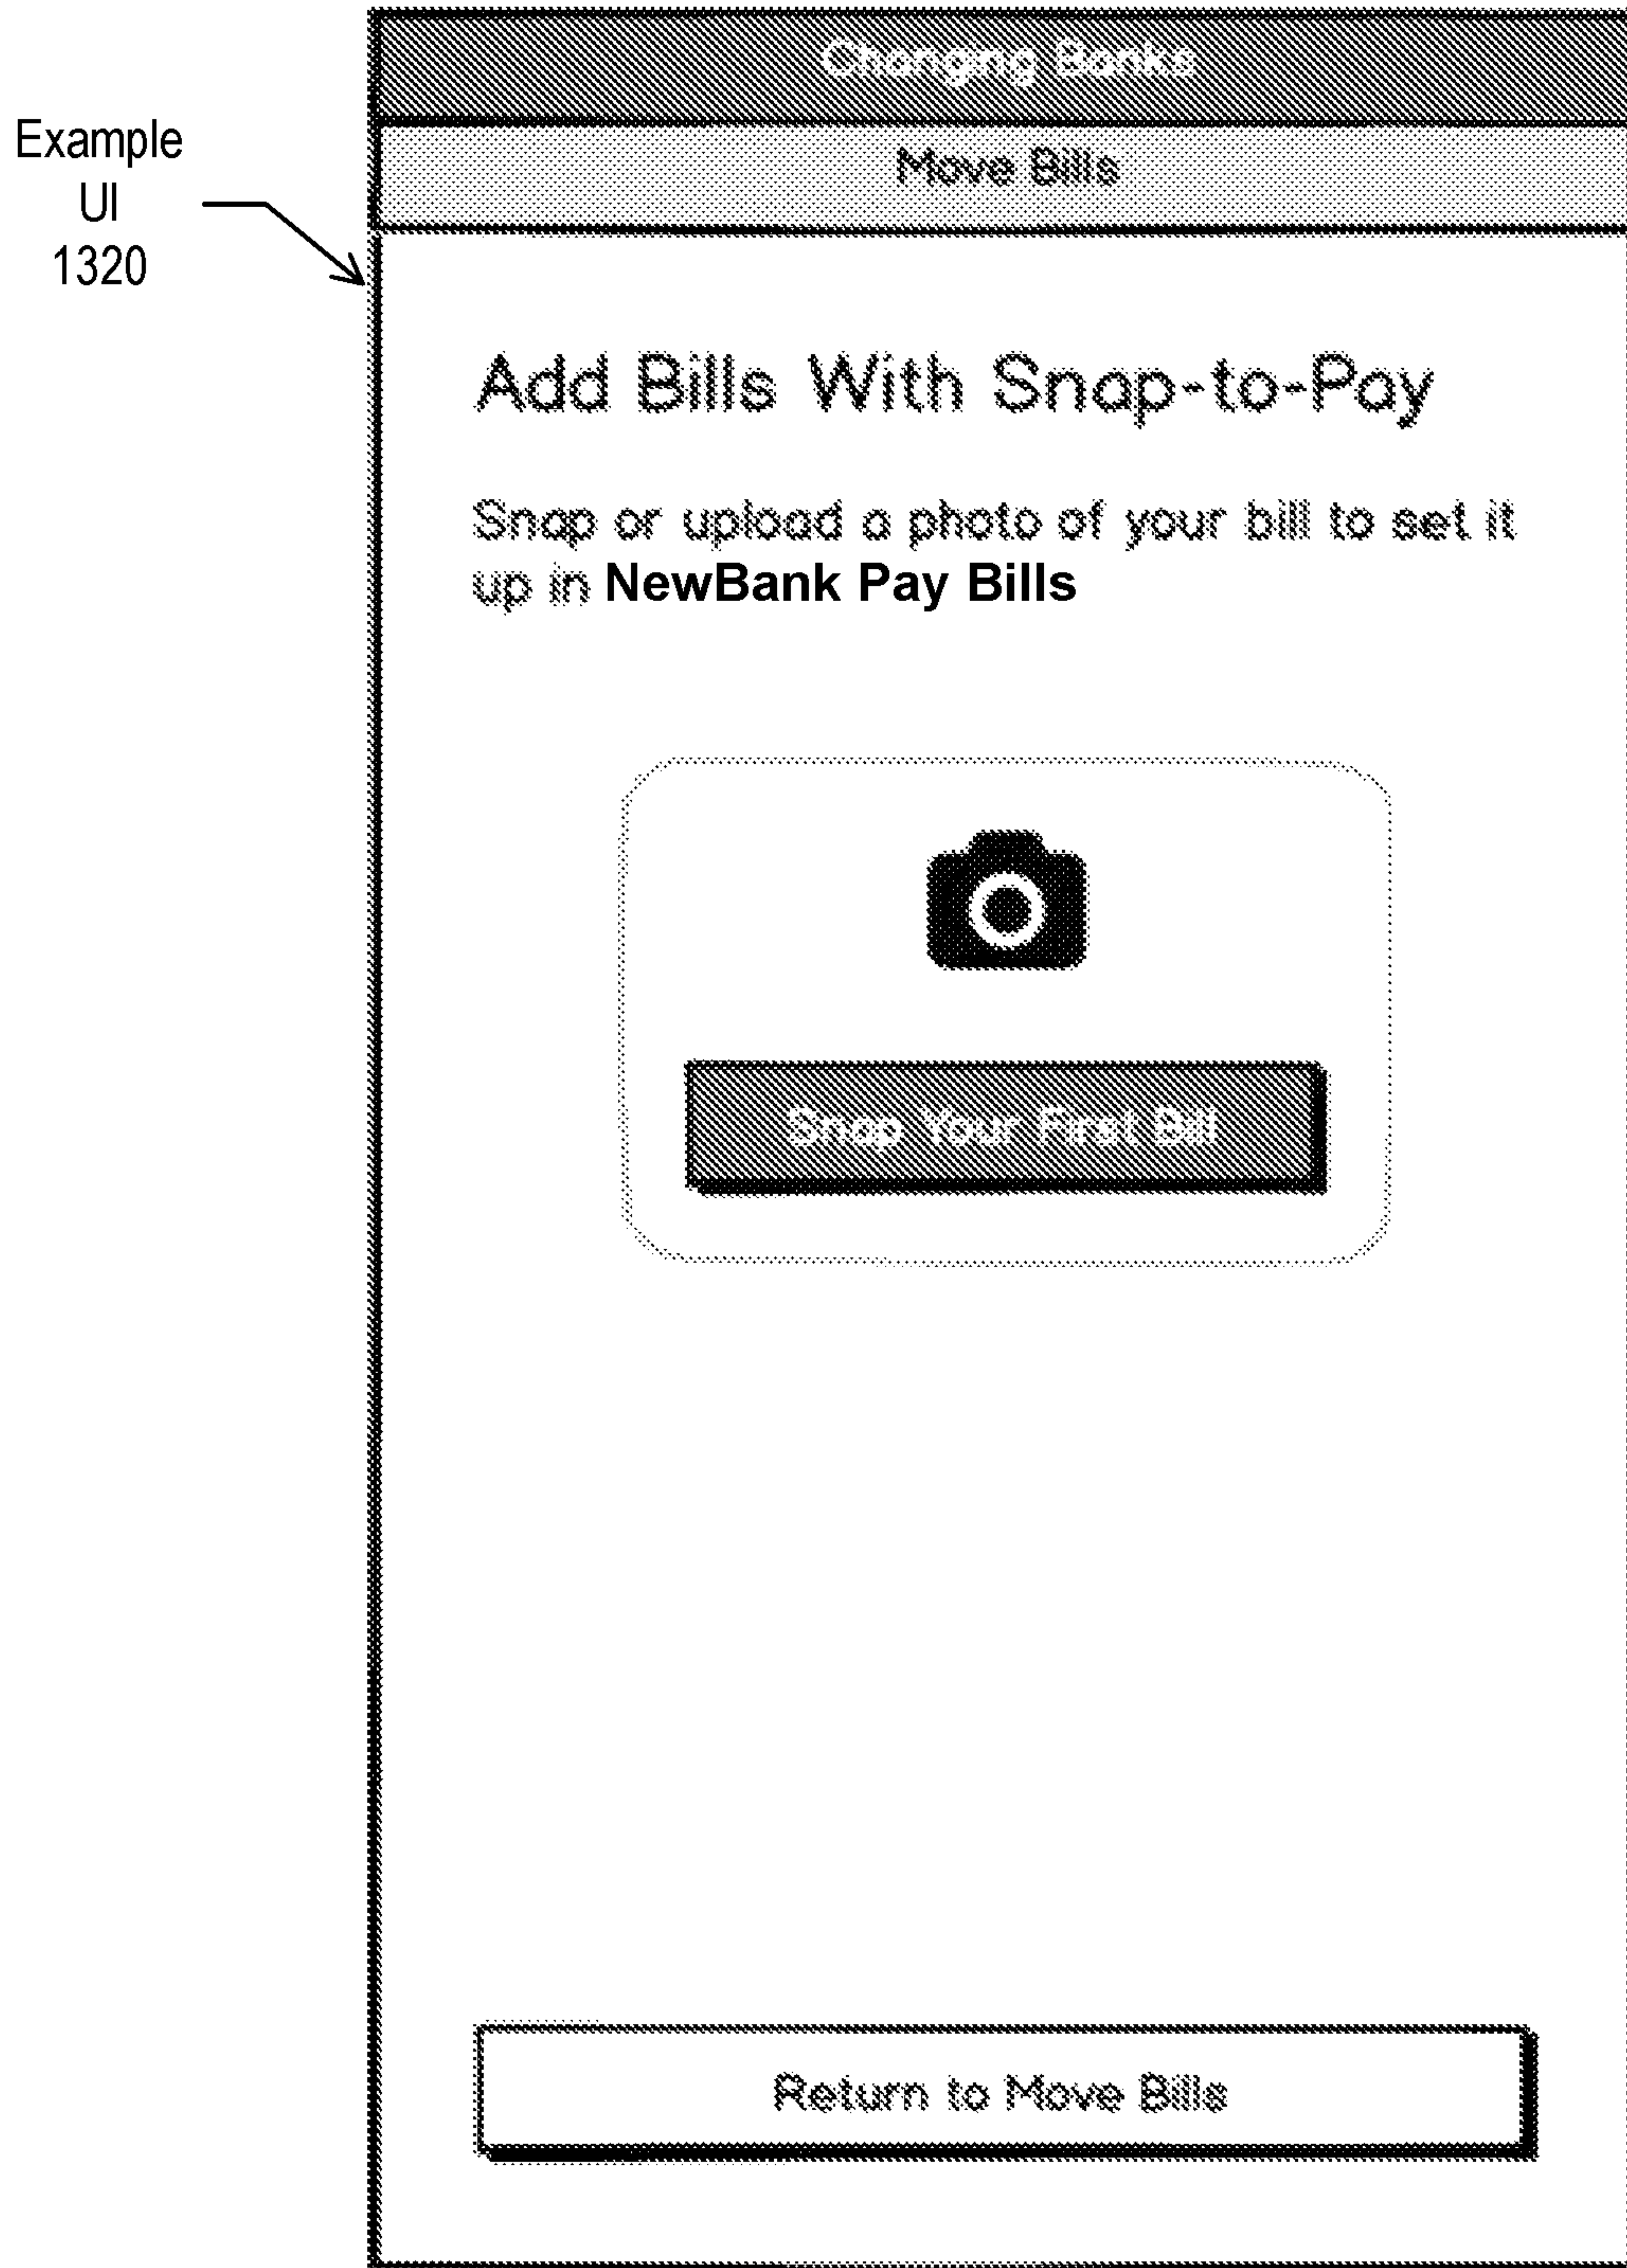 Changing Banks
Example
UI
1320
Move Bills
Add Bills With Snap-to-Pay
Snap or upload a photo of your bill to set it
up in NewBank Pay Bills
Snap Your First Bill
Return to Move Bills